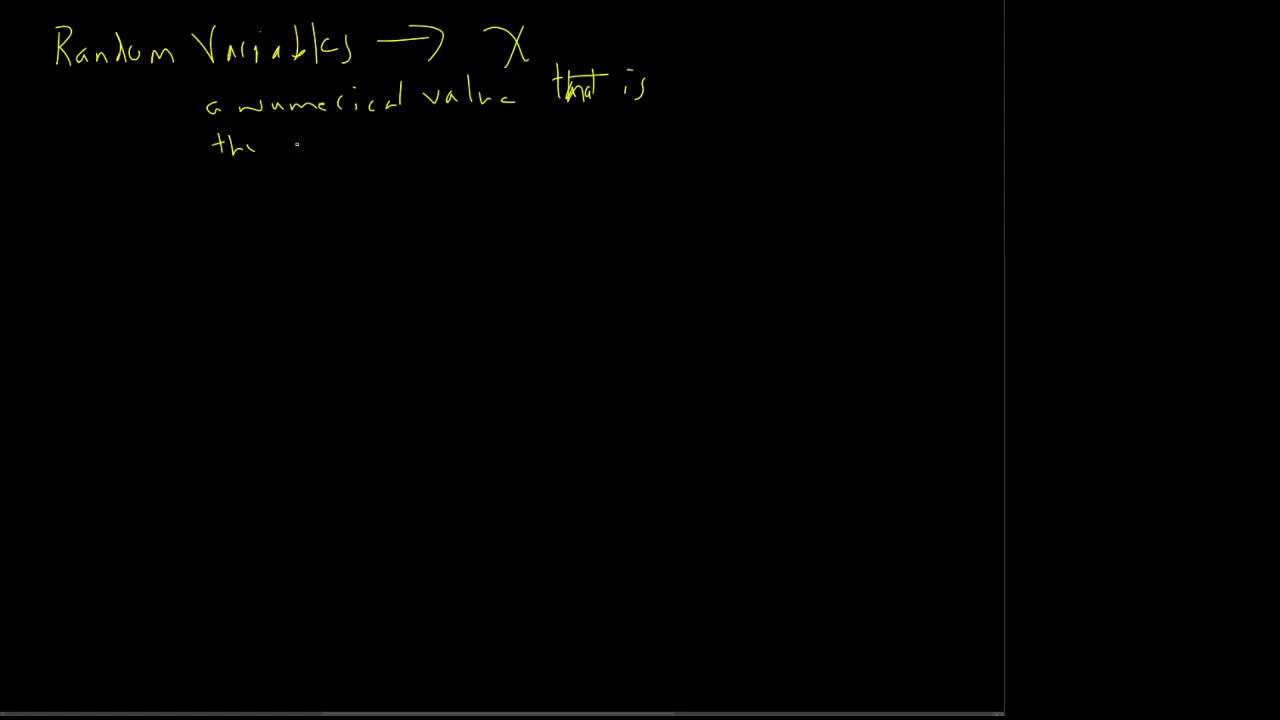 Random Variables → X
a numerical value that is
the